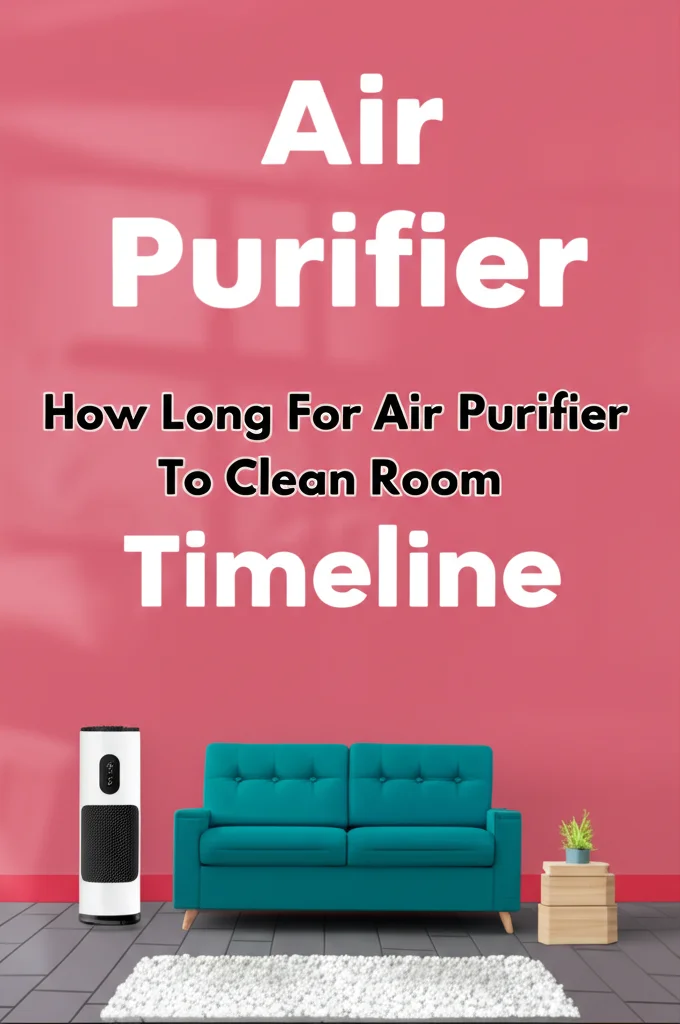 Air
Purifier
How Long For Air Purifier
To Clean Room
Timeline